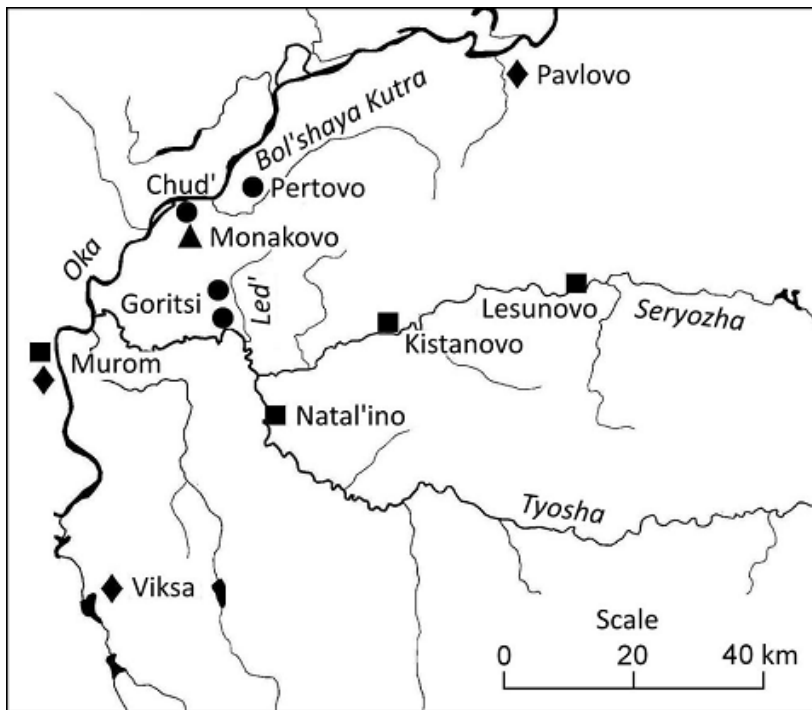 Pavlovo
Bol'shaya Kutra
Chud'
Pertovo
Monakovo
Oka
Goritsi
Led'
Lesunovo
Seryozha
Kistanovo
Murom
Natal'ino
Tyosha
Viksa
Scale
0 20 40 km